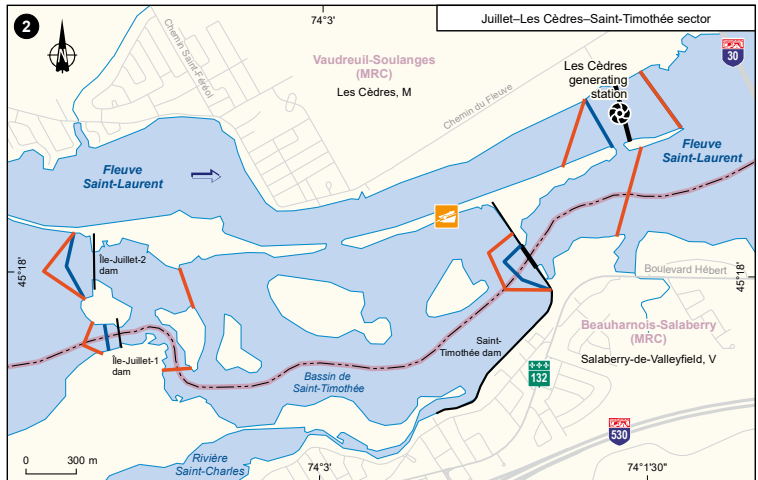 2
74°3'
Juillet–Les Cèdres–Saint-Timothée sector
30
Chemin Saint-Féréol
Vaudreuil-Soulanges
(MRC)
Les Cèdres, M
Chemin du Fleuve
Les Cèdres
generating
station
Fleuve
Saint-Laurent
Fleuve
Saint-Laurent
45°18'
Île-Juillet-2
dam
Boulevard Hébert
45°18'
Île-Juillet-1
dam
Saint-
Timothée dam
Beauharnois-Salaberry
(MRC)
Salaberry-de-Valleyfield, V
Bassin de
Saint-Timothée
132
530
Rivière
Saint-Charles
0 300 m
74°3'
74°1'30"